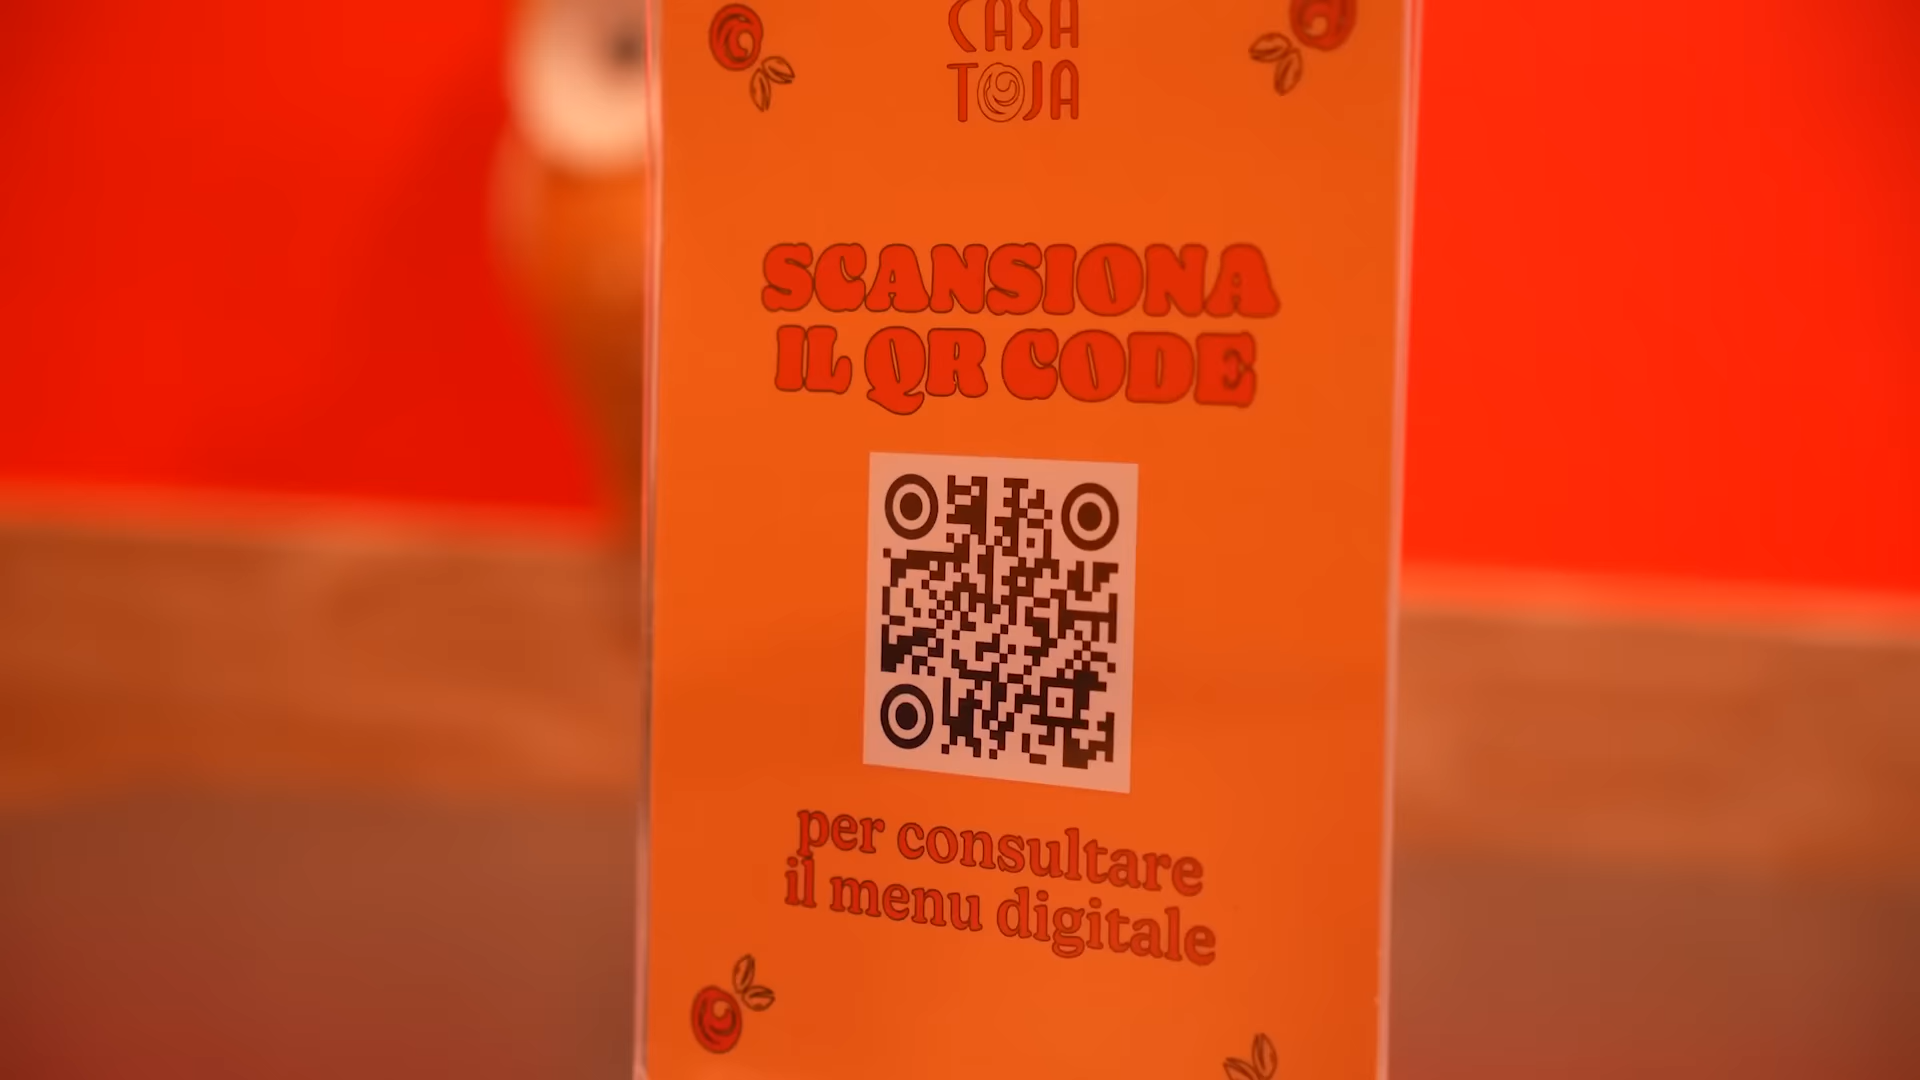 CASA
TOJA
SCANSIONA
IL QR CODE
per consultare
il menu digitale